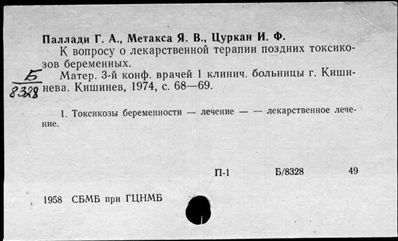 Паллади Г. А., Метакса Я. В., Цуркан И. Ф.
К вопросу о лекарственной терапии поздних токсико-
зов беременных.
Б
8328
Матер. 3-й конф. врачей 1 клинич. больницы г. Киши-
нева. Кишинев, 1974, с. 68—69.
1. Токсикозы беременности — лечение — — лекарственное лече-
ние.
П-1 Б/8328 49
1958 СБМБ при ГЦНМБ